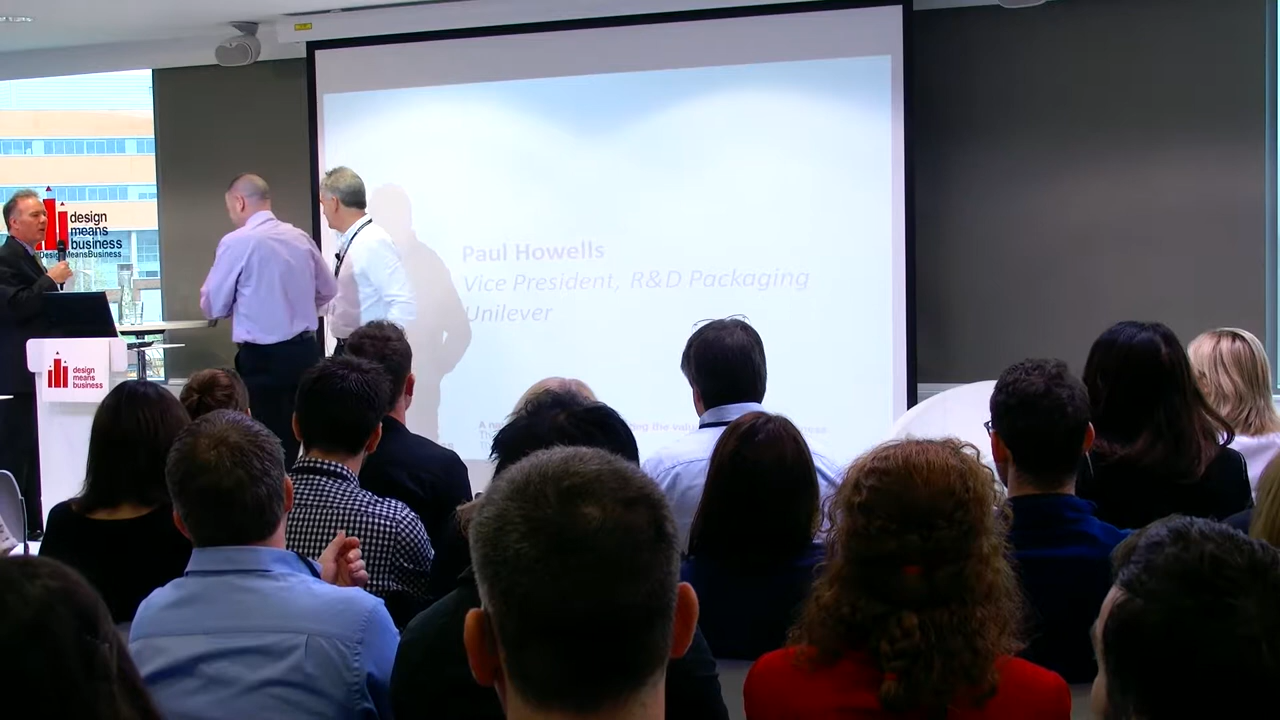 design
means
business
DesignMeansBusiness
design
means
business
Paul Howells
Vice President, R&D Packaging
Unilever